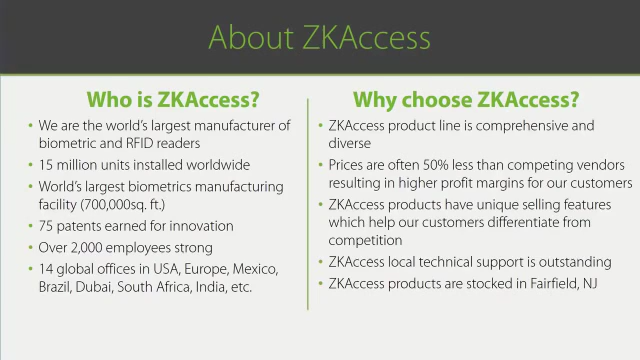 About ZKAccess
Who is ZKAccess?
• We are the world's largest manufacturer of
biometric and RFID readers
• 15 million units installed worldwide
• World's largest biometrics manufacturing
facility (700,000sq. ft.)
• 75 patents earned for innovation
• Over 2,000 employees strong
• 14 global offices in USA, Europe, Mexico,
Brazil, Dubai, South Africa, India, etc.
Why choose ZKAccess?
• ZKAccess product line is comprehensive and
diverse
• Prices are often 50% less than competing vendors
resulting in higher profit margins for our customers
• ZKAccess products have unique selling features
which help our customers differentiate from
competition
• ZKAccess local technical support is outstanding
• ZKAccess products are stocked in Fairfield, NJ